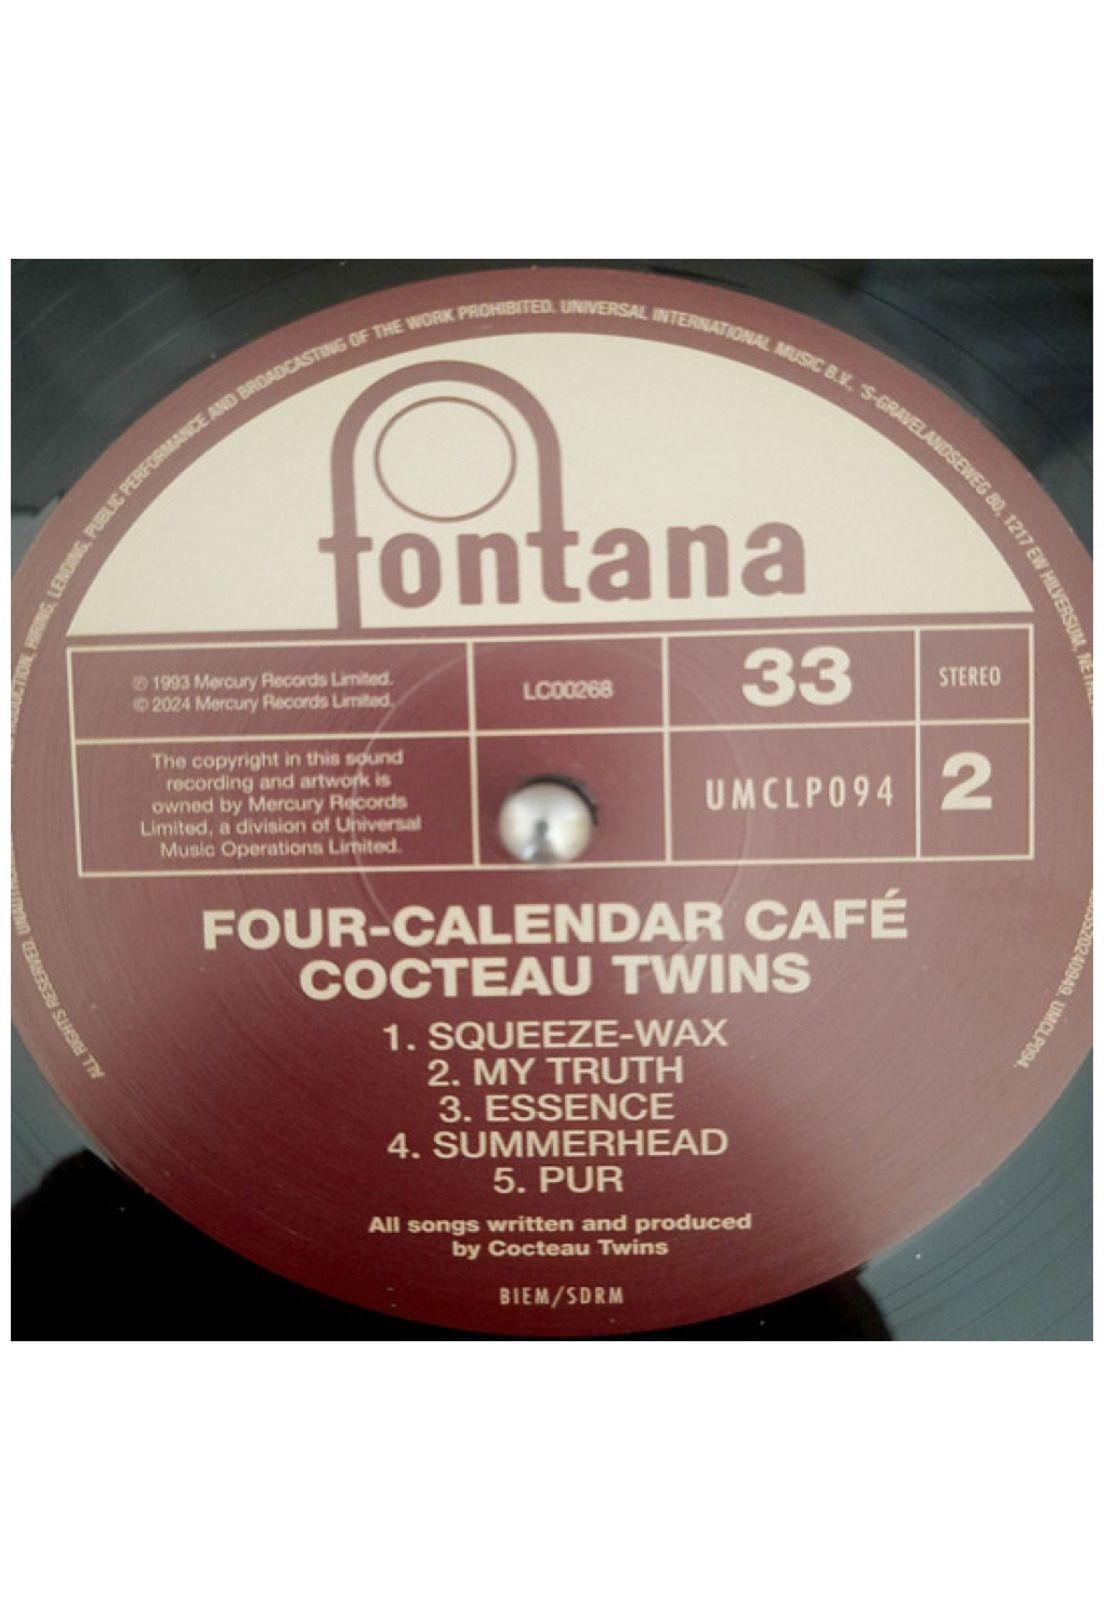 ALL RIGHTS RESERVED. REPRODUCTION, HIRING, LENDING, PUBLIC PERFORMANCE AND BROADCASTING OF THE WORK PROHIBITED. UNIVERSAL INTERNATIONAL MUSIC B.V., 'S-GRAVELANDSEWEG 80, 1217 EW HILVERSUM, UMCLP094.
fontana
℗ 1993 Mercury Records Limited.
© 2024 Mercury Records Limited.
LC00268
33
STEREO
The copyright in this sound
recording and artwork is
owned by Mercury Records
Limited, a division of Universal
Music Operations Limited.
UMCLP094
2
FOUR-CALENDAR CAFÉ
COCTEAU TWINS
1. SQUEEZE-WAX
2. MY TRUTH
3. ESSENCE
4. SUMMERHEAD
5. PUR
All songs written and produced
by Cocteau Twins
BIEM/SDRM